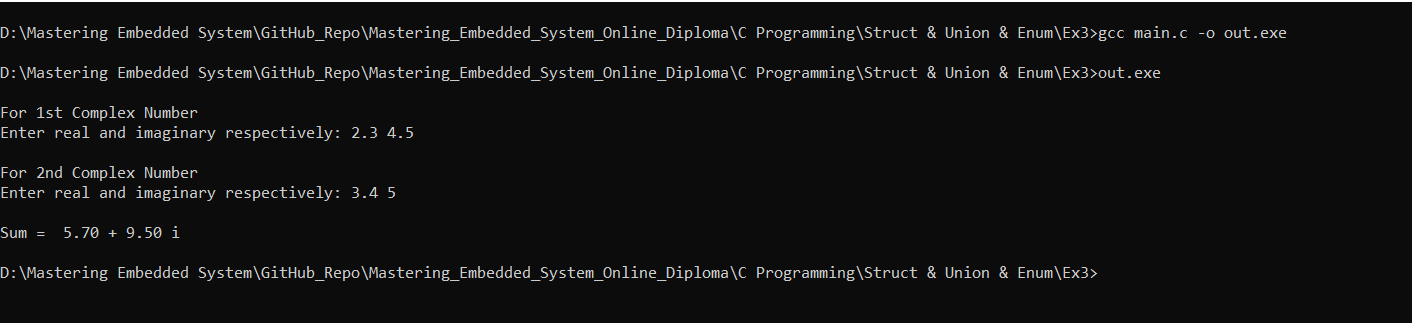 D:\Mastering Embedded System\GitHub_Repo\Mastering_Embedded_System_Online_Diploma\C Programming\Struct & Union & Enum\Ex3>gcc main.c -o out.exe
D:\Mastering Embedded System\GitHub_Repo\Mastering_Embedded_System_Online_Diploma\C Programming\Struct & Union & Enum\Ex3>out.exe
For 1st Complex Number
Enter real and imaginary respectively: 2.3 4.5
For 2nd Complex Number
Enter real and imaginary respectively: 3.4 5
Sum =  5.70 + 9.50 i
D:\Mastering Embedded System\GitHub_Repo\Mastering_Embedded_System_Online_Diploma\C Programming\Struct & Union & Enum\Ex3>